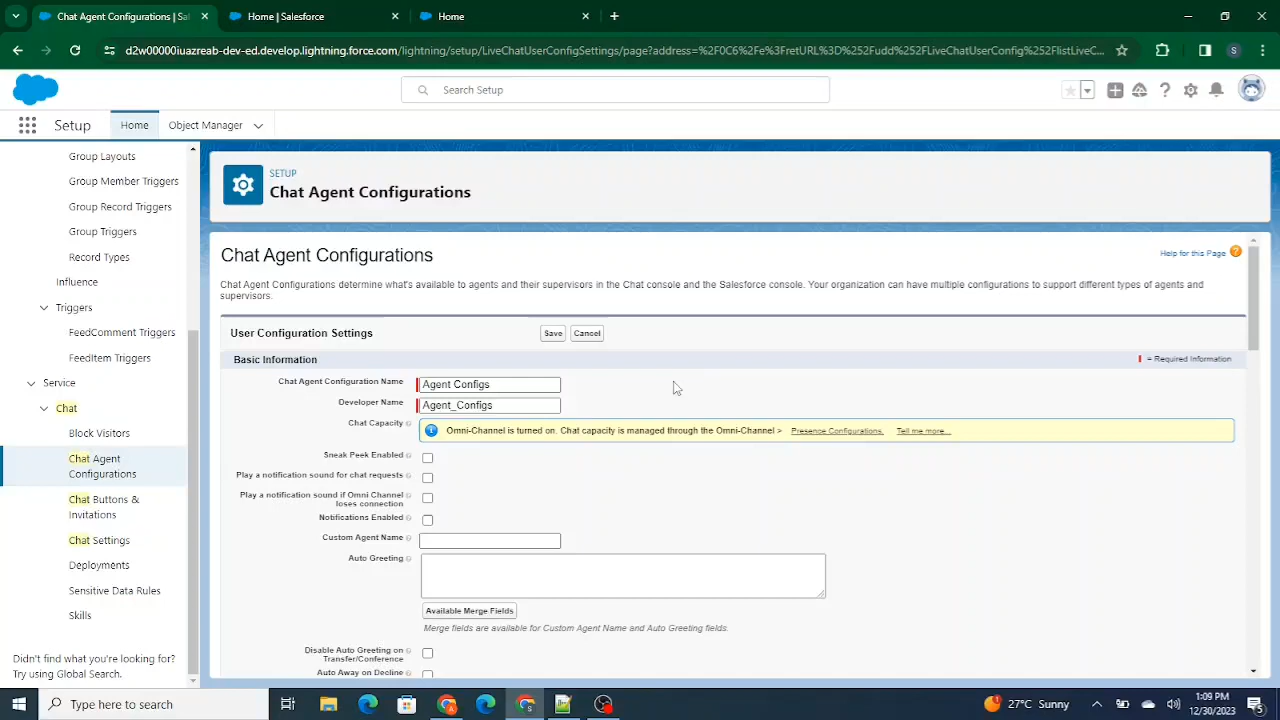 Chat Agent Configurations | Sal
Home | Salesforce
Home
d2w00000iuazreab-dev-ed.develop.lightning.force.com/lightning/setup/LiveChatUserConfigSettings/page?address=%2F0C6%2Fe%3FretURL%3D%252Fudd%252FLiveChatUserConfig%252FlistLiveC...
S
Search Setup
Setup
Home
Object Manager
Group Layouts
Group Member Triggers
Group Record Triggers
Group Triggers
Record Types
Influence
Triggers
FeedComment Triggers
FeedItem Triggers
Service
Chat
Block Visitors
Chat Agent
Configurations
Chat Buttons &
Invitations
Chat Settings
Deployments
Sensitive Data Rules
Skills
Didn't find what you're looking for?
Try using Global Search.
SETUP
Chat Agent Configurations
Chat Agent Configurations
Help for this Page
Chat Agent Configurations determine what's available to agents and their supervisors in the Chat console and the Salesforce console. Your organization can have multiple configurations to support different types of agents and
supervisors.
User Configuration Settings
Save
Cancel
Basic Information
= Required Information
Chat Agent Configuration Name
Agent Configs
Developer Name
Agent_Configs
Chat Capacity
Omni-Channel is turned on. Chat capacity is managed through the Omni-Channel > Presence Configurations. Tell me more...
Sneak Peek Enabled
Play a notification sound for chat requests
Play a notification sound if Omni Channel
loses connection
Notifications Enabled
Custom Agent Name
Auto Greeting
Available Merge Fields
Merge fields are available for Custom Agent Name and Auto Greeting fields.
Disable Auto Greeting on
Transfer/Conference
Auto Away on Decline
Type here to search
27°C Sunny
1:09 PM
12/30/2023